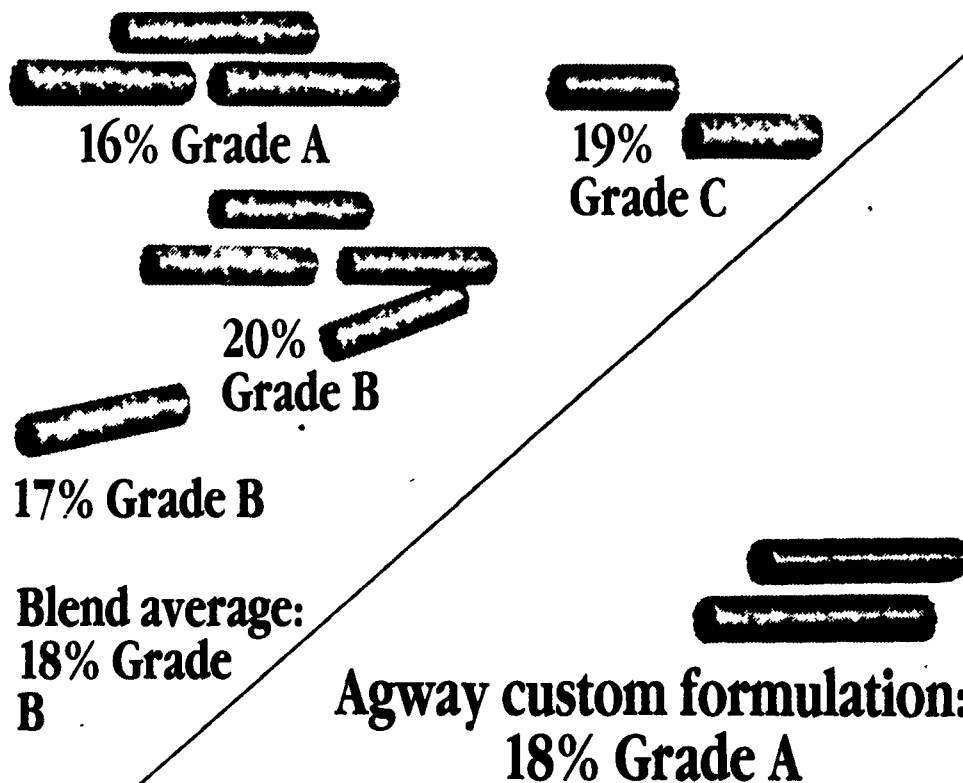 16% Grade A
19%
Grade C
20%
Grade B
17% Grade B
Blend average:
18% Grade
B
Agway custom formulation:
18% Grade A